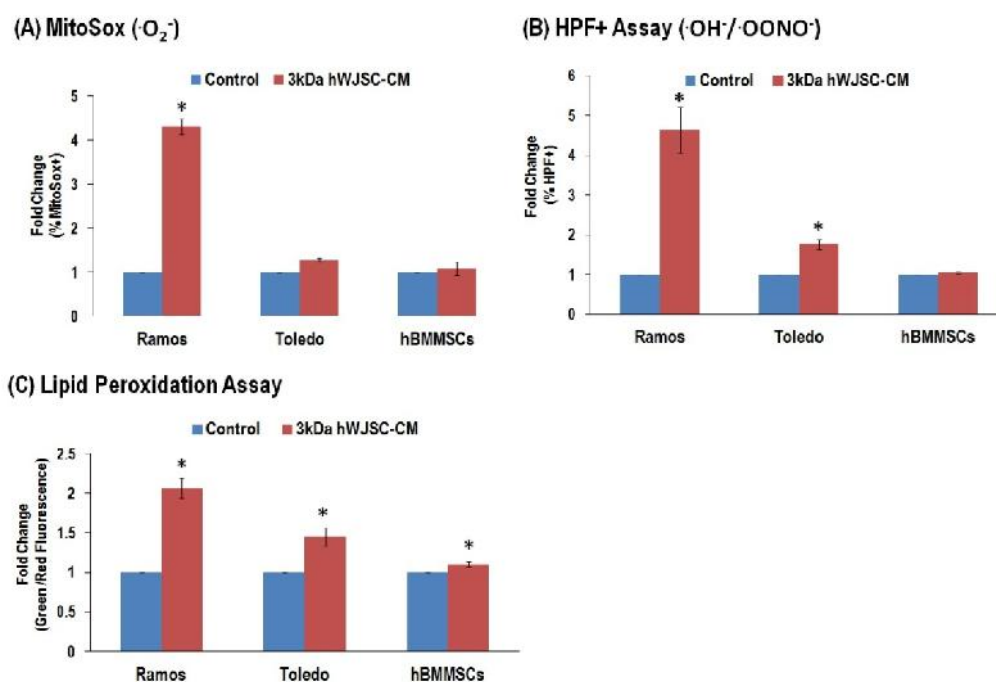 (A) MitoSox (·O₂⁻)
Control 3kDa hWJSC-CM
Fold Change
(% MitoSox+)
5
4
3
2
1
0
*
Ramos Toledo hBMMSCs
(B) HPF+ Assay (·OH⁻/·OONO⁻)
Control 3kDa hWJSC-CM
Fold Change
(% HPF+)
6
5
4
3
2
1
0
* *
Ramos Toledo hBMMSCs
(C) Lipid Peroxidation Assay
Control 3kDa hWJSC-CM
Fold Change
(Green /Red Fluorescence)
2.5
2
1.5
1
0.5
0
* * *
Ramos Toledo hBMMSCs